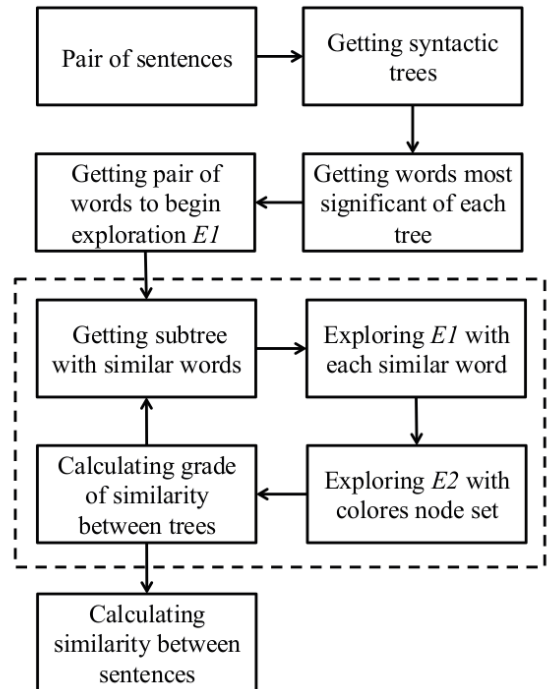 Pair of sentences
Getting syntactic
trees
Getting words most
significant of each
tree
Getting pair of
words to begin
exploration E1
Getting subtree
with similar words
Exploring E1 with
each similar word
Exploring E2 with
colores node set
Calculating grade
of similarity
between trees
Calculating
similarity between
sentences